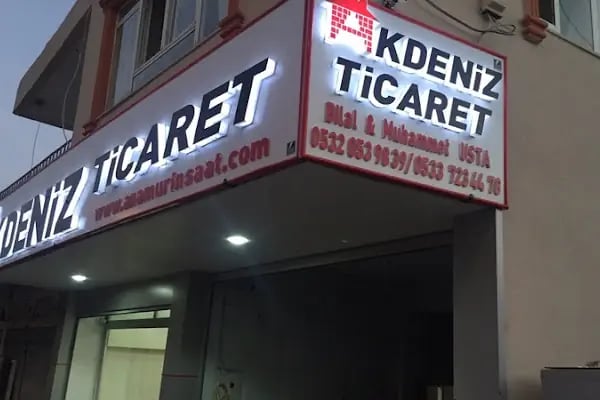 KDENİZ TİCARET
www.anamurinsaat.com
AKDENİZ
TİCARET
Bilal & Muhammet USTA
0532 053 98 39 / 0533 723 44 76